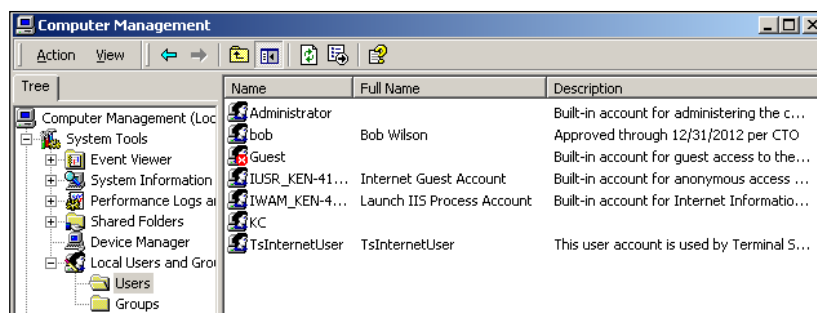 Computer Management
Action View
Tree
Name Full Name Description
Computer Management (Loc
System Tools
Event Viewer
System Information
Performance Logs a
Shared Folders
Device Manager
Local Users and Grou
Users
Groups
Administrator Built-in account for administering the c...
bob Bob Wilson Approved through 12/31/2012 per CTO
Guest Built-in account for guest access to the...
IUSR_KEN-41... Internet Guest Account Built-in account for anonymous access ...
IWAM_KEN-4... Launch IIS Process Account Built-in account for Internet Informatio...
KC
TsInternetUser TsInternetUser This user account is used by Terminal S...